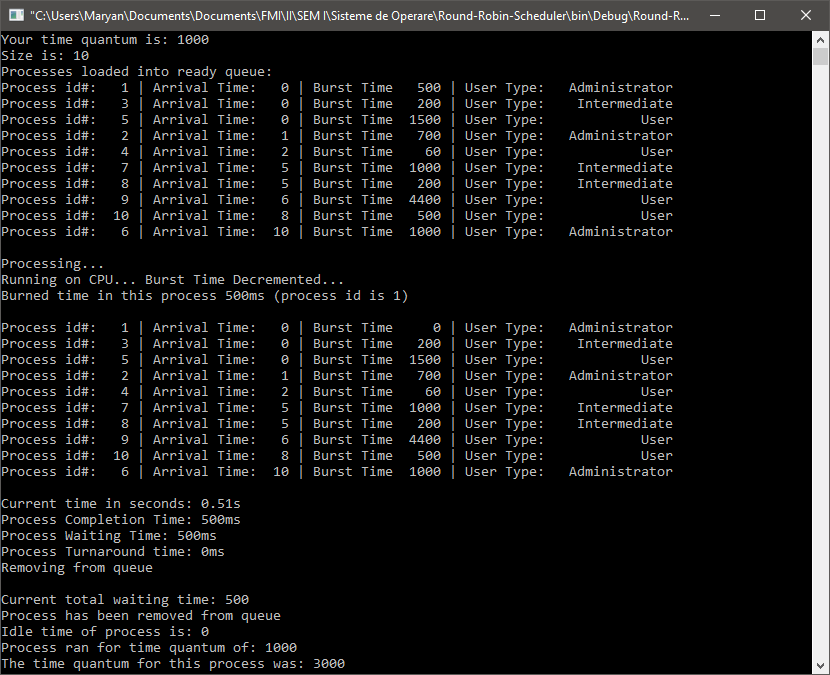 "C:\Users\Maryan\Documents\Documents\FMI\II\SEM I\Sisteme de Operare\Round-Robin-Scheduler\bin\Debug\Round-R...
Your time quantum is: 1000
Size is: 10
Processes loaded into ready queue:
Process id#:   1 | Arrival Time:   0 | Burst Time   500 | User Type:   Administrator
Process id#:   3 | Arrival Time:   0 | Burst Time   200 | User Type:    Intermediate
Process id#:   5 | Arrival Time:   0 | Burst Time  1500 | User Type:            User
Process id#:   2 | Arrival Time:   1 | Burst Time   700 | User Type:   Administrator
Process id#:   4 | Arrival Time:   2 | Burst Time    60 | User Type:            User
Process id#:   7 | Arrival Time:   5 | Burst Time  1000 | User Type:    Intermediate
Process id#:   8 | Arrival Time:   5 | Burst Time   200 | User Type:    Intermediate
Process id#:   9 | Arrival Time:   6 | Burst Time  4400 | User Type:            User
Process id#:  10 | Arrival Time:   8 | Burst Time   500 | User Type:            User
Process id#:   6 | Arrival Time:  10 | Burst Time  1000 | User Type:   Administrator

Processing...
Running on CPU... Burst Time Decremented...
Burned time in this process 500ms (process id is 1)

Process id#:   1 | Arrival Time:   0 | Burst Time     0 | User Type:   Administrator
Process id#:   3 | Arrival Time:   0 | Burst Time   200 | User Type:    Intermediate
Process id#:   5 | Arrival Time:   0 | Burst Time  1500 | User Type:            User
Process id#:   2 | Arrival Time:   1 | Burst Time   700 | User Type:   Administrator
Process id#:   4 | Arrival Time:   2 | Burst Time    60 | User Type:            User
Process id#:   7 | Arrival Time:   5 | Burst Time  1000 | User Type:    Intermediate
Process id#:   8 | Arrival Time:   5 | Burst Time   200 | User Type:    Intermediate
Process id#:   9 | Arrival Time:   6 | Burst Time  4400 | User Type:            User
Process id#:  10 | Arrival Time:   8 | Burst Time   500 | User Type:            User
Process id#:   6 | Arrival Time:  10 | Burst Time  1000 | User Type:   Administrator

Current time in seconds: 0.51s
Process Completion Time: 500ms
Process Waiting Time: 500ms
Process Turnaround time: 0ms
Removing from queue

Current total waiting time: 500
Process has been removed from queue
Idle time of process is: 0
Process ran for time quantum of: 1000
The time quantum for this process was: 3000